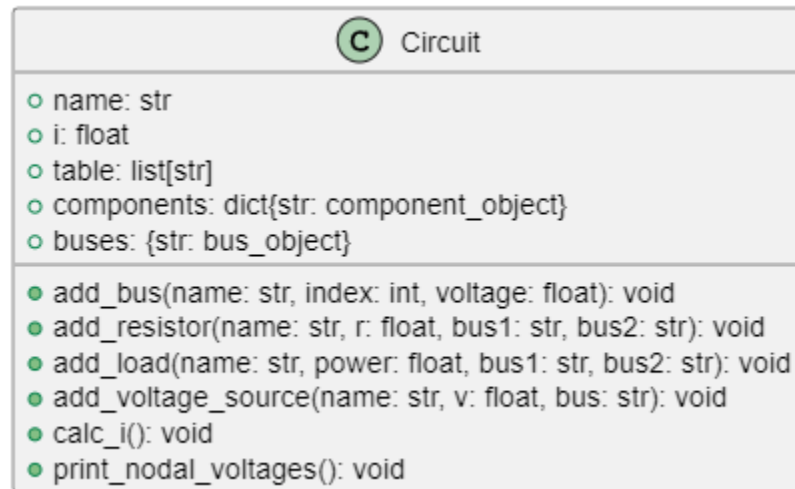 C Circuit
name: str
i: float
table: list[str]
components: dict{str: component_object}
buses: {str: bus_object}
add_bus(name: str, index: int, voltage: float): void
add_resistor(name: str, r: float, bus1: str, bus2: str): void
add_load(name: str, power: float, bus1: str, bus2: str): void
add_voltage_source(name: str, v: float, bus: str): void
calc_i(): void
print_nodal_voltages(): void